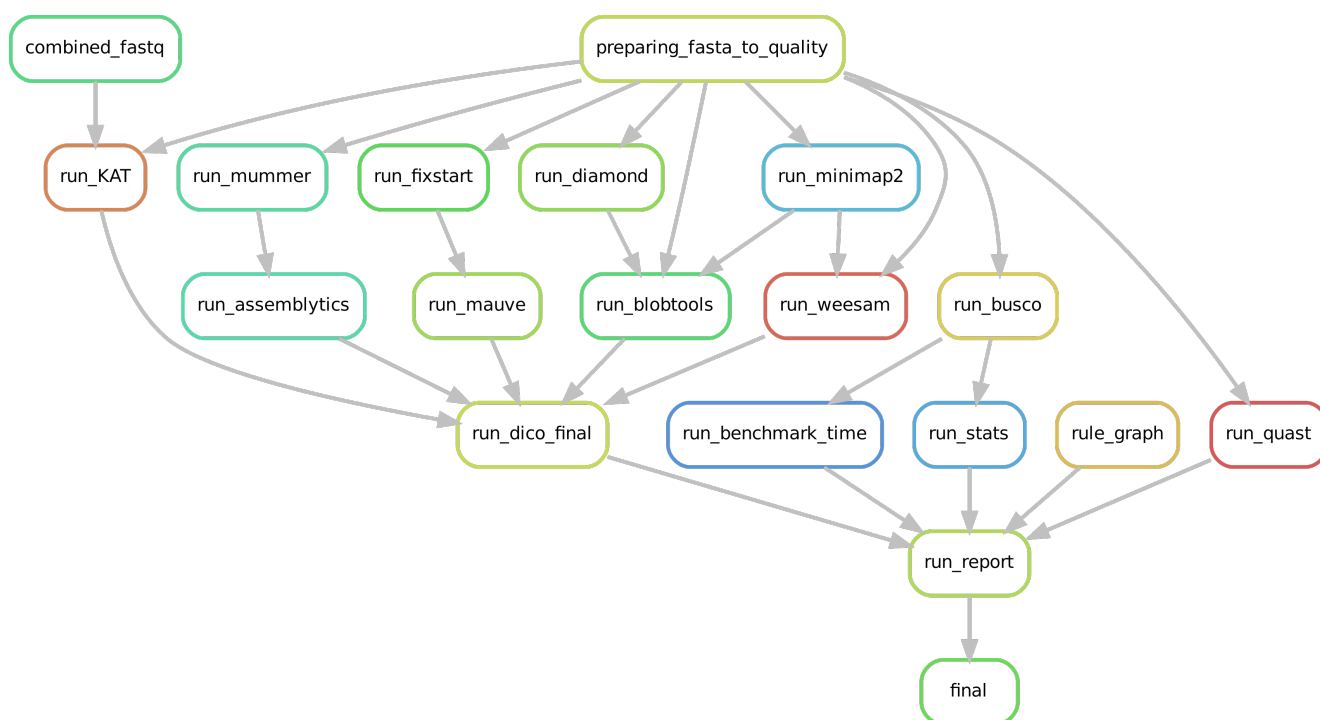 combined_fastq
preparing_fasta_to_quality
run_KAT
run_mummer
run_fixstart
run_diamond
run_minimap2
run_assemblytics
run_mauve
run_blobtools
run_weesam
run_busco
run_dico_final
run_benchmark_time
run_stats
rule_graph
run_quast
run_report
final